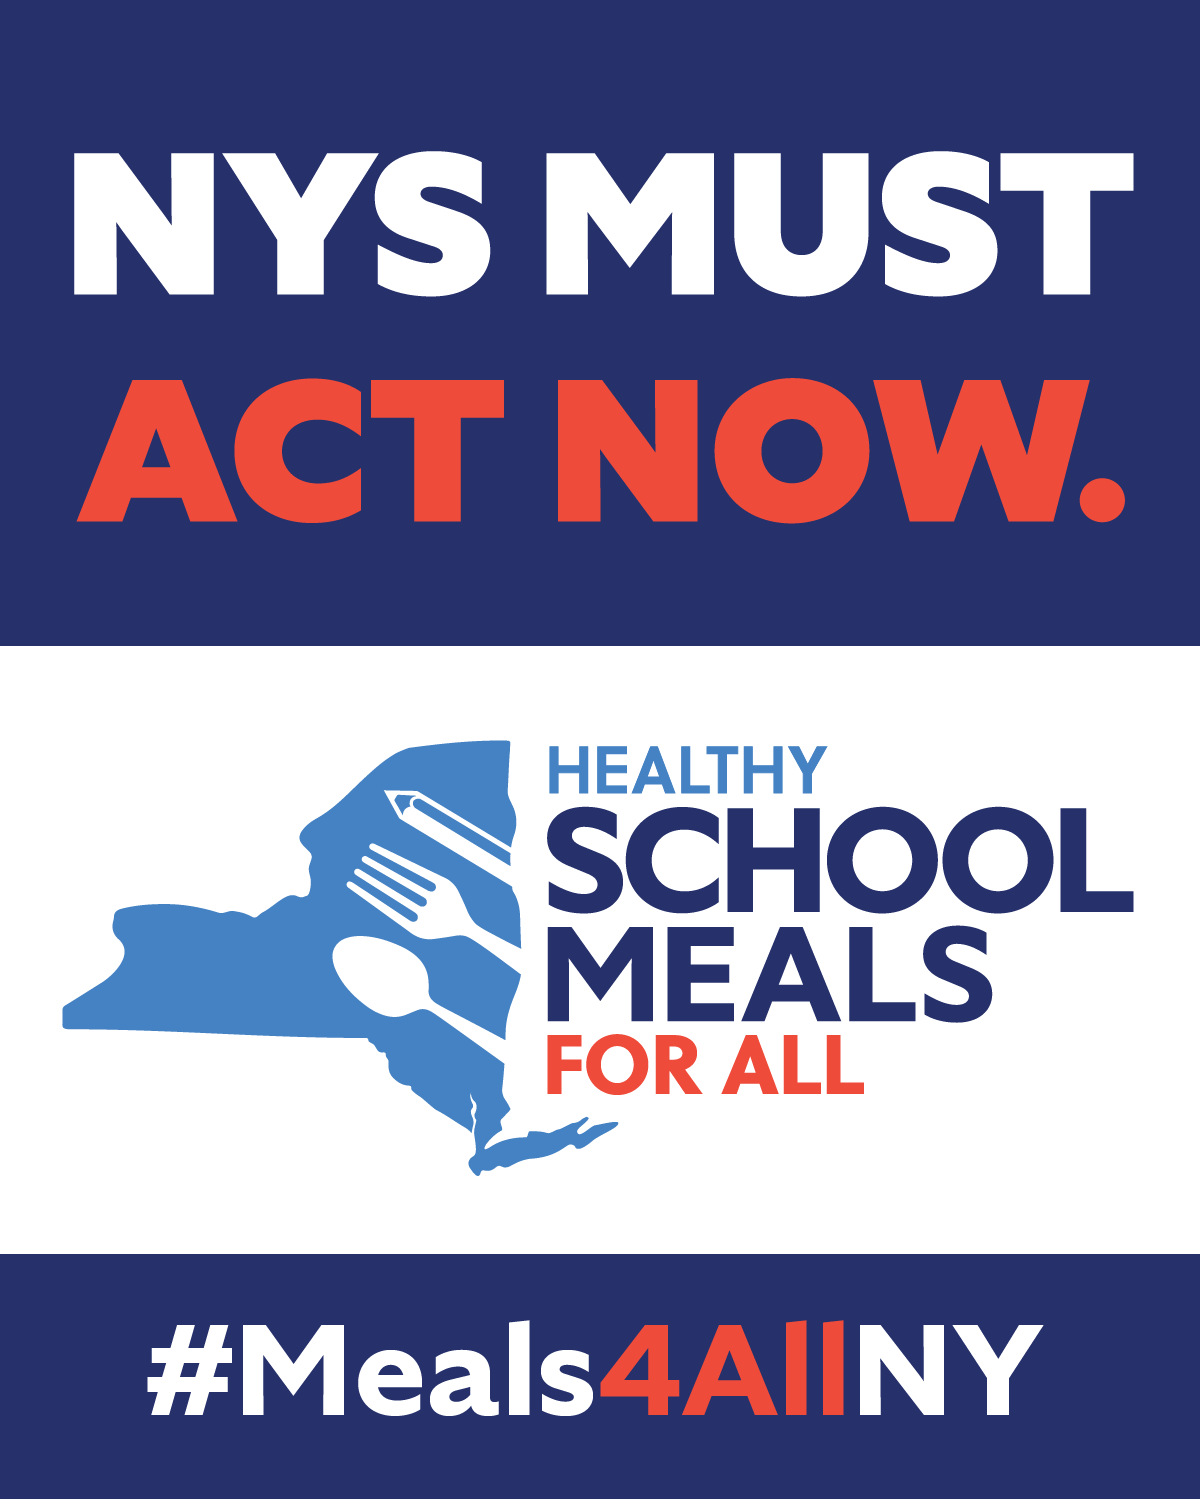 NYS MUST
ACT NOW.
HEALTHY
SCHOOL
MEALS
FOR ALL
#Meals4AllNY